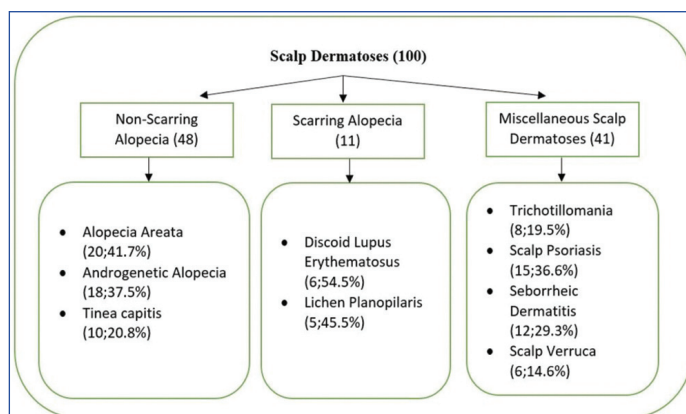 Scalp Dermatoses (100)
Non-Scarring
Alopecia (48)
Scarring Alopecia
(11)
Miscellaneous Scalp
Dermatoses (41)
• Alopecia Areata
(20;41.7%)
• Androgenetic Alopecia
(18;37.5%)
• Tinea capitis
(10;20.8%)
• Discoid Lupus
Erythematosus
(6;54.5%)
• Lichen Planopilaris
(5;45.5%)
• Trichotillomania
(8;19.5%)
• Scalp Psoriasis
(15;36.6%)
• Seborrheic
Dermatitis
(12;29.3%)
• Scalp Verruca
(6;14.6%)